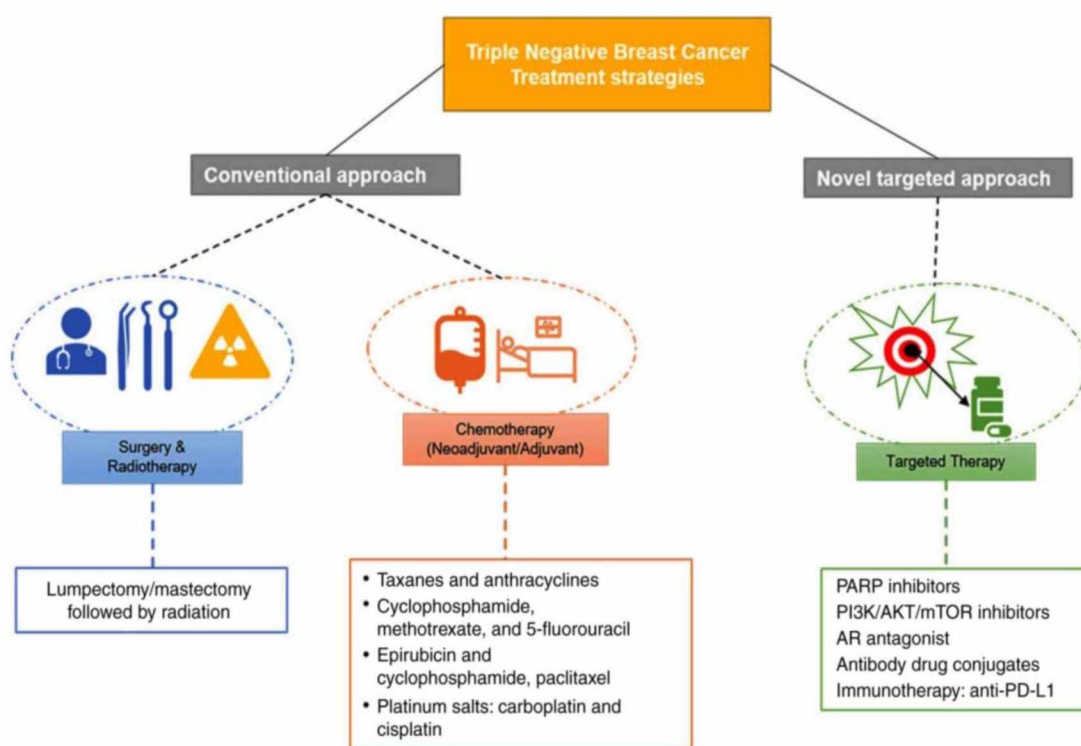 Triple Negative Breast Cancer
Treatment strategies
Conventional approach
Novel targeted approach
Surgery &
Radiotherapy
Chemotherapy
(Neoadjuvant/Adjuvant)
Targeted Therapy
Lumpectomy/mastectomy
followed by radiation
• Taxanes and anthracyclines
• Cyclophosphamide,
methotrexate, and 5-fluorouracil
• Epirubicin and
cyclophosphamide, paclitaxel
• Platinum salts: carboplatin and
cisplatin
PARP inhibitors
PI3K/AKT/mTOR inhibitors
AR antagonist
Antibody drug conjugates
Immunotherapy: anti-PD-L1